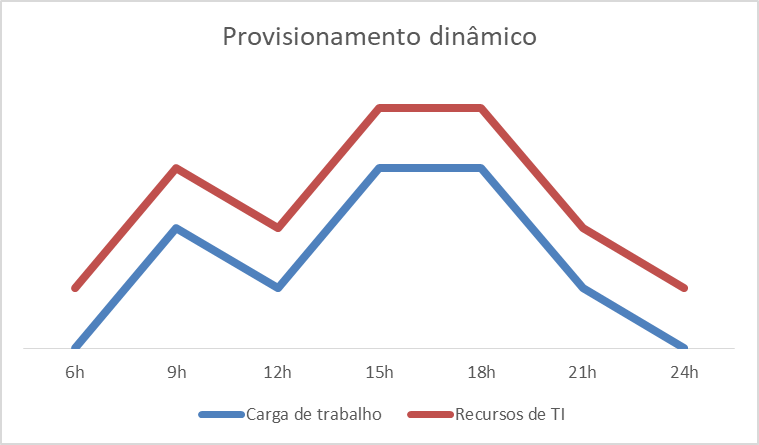 Provisionamento dinâmico
6h 9h 12h 15h 18h 21h 24h
Carga de trabalho Recursos de TI